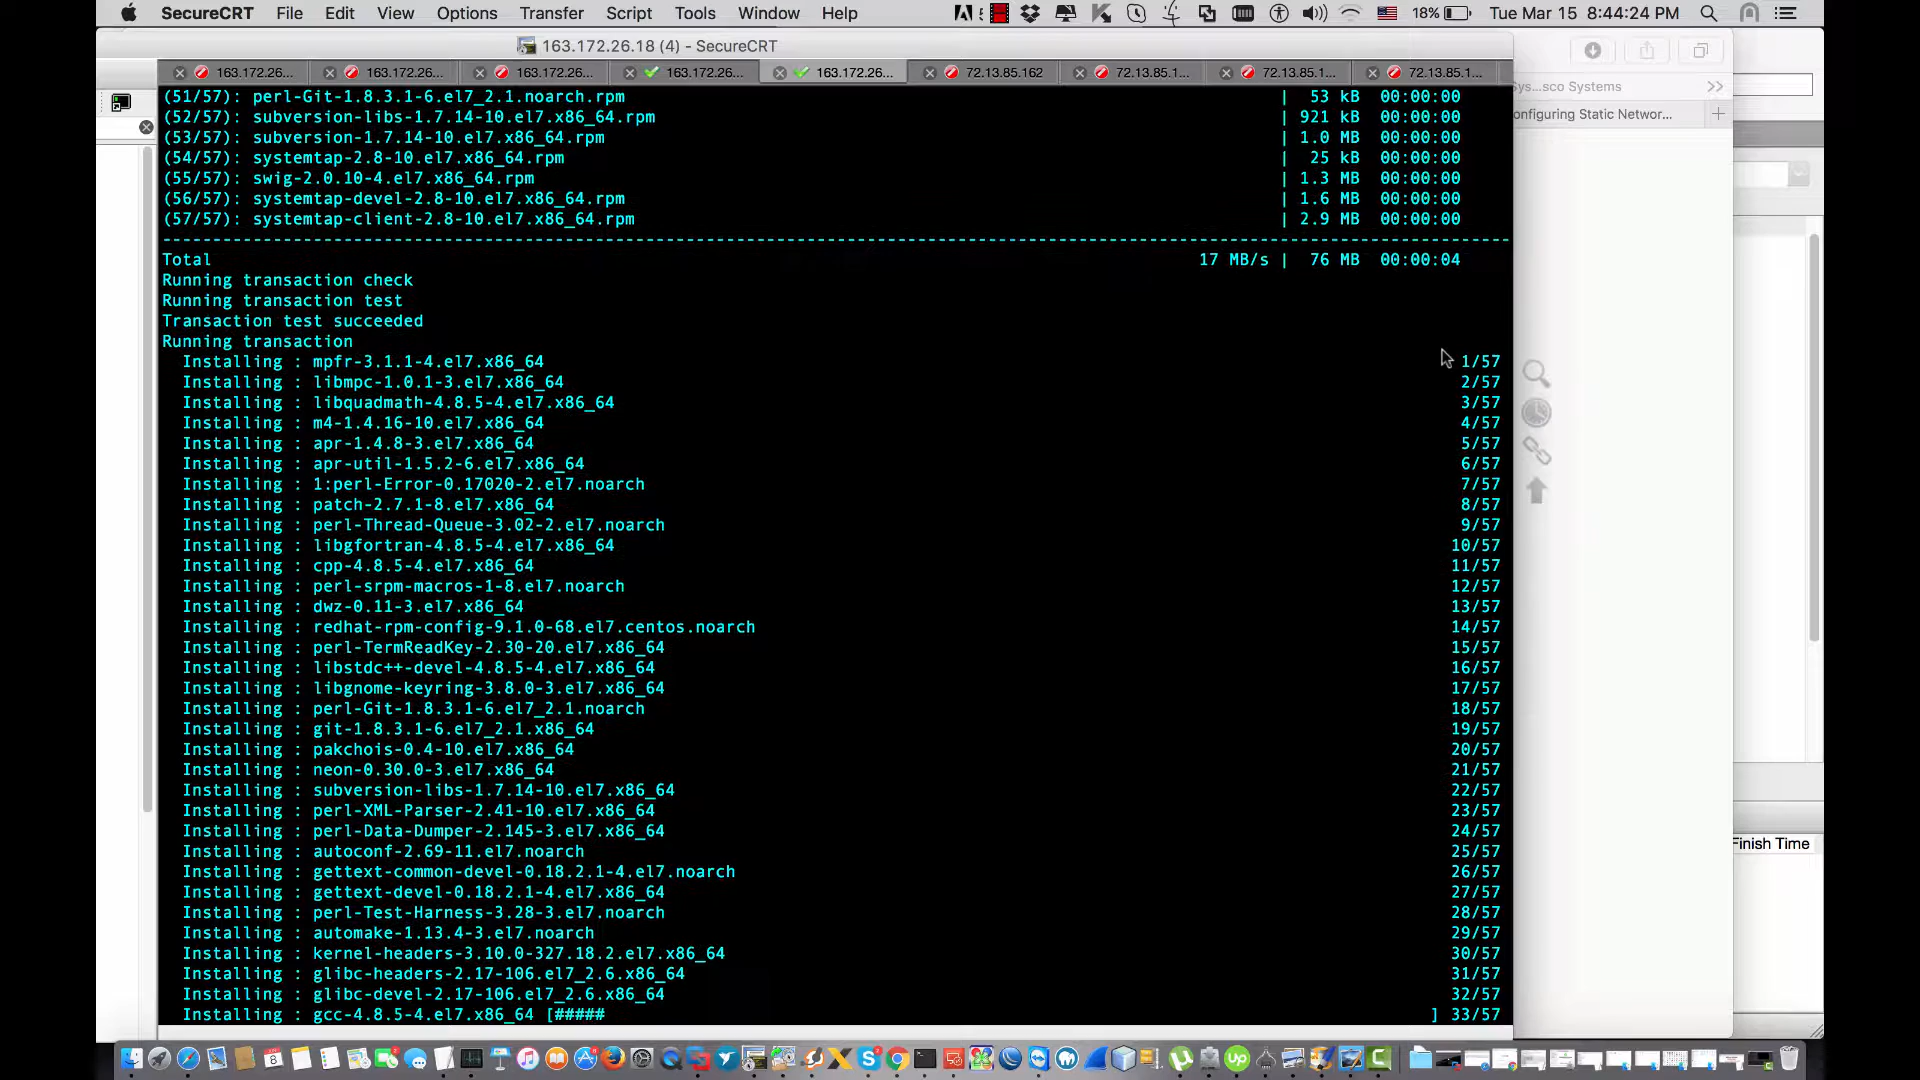 SecureCRT File Edit View Options Transfer Script Tools Window Help 18% Tue Mar 15 8:44:24 PM
163.172.26.18 (4) - SecureCRT
163.172.26... 163.172.26... 163.172.26... 163.172.26... 163.172.26... 72.13.85.162 72.13.85.1... 72.13.85.1... 72.13.85.1...
Sys...sco Systems
onfiguring Static Networ...
(51/57): perl-Git-1.8.3.1-6.el7_2.1.noarch.rpm | 53 kB 00:00:00
(52/57): subversion-libs-1.7.14-10.el7.x86_64.rpm | 921 kB 00:00:00
(53/57): subversion-1.7.14-10.el7.x86_64.rpm | 1.0 MB 00:00:00
(54/57): systemtap-2.8-10.el7.x86_64.rpm | 25 kB 00:00:00
(55/57): swig-2.0.10-4.el7.x86_64.rpm | 1.3 MB 00:00:00
(56/57): systemtap-devel-2.8-10.el7.x86_64.rpm | 1.6 MB 00:00:00
(57/57): systemtap-client-2.8-10.el7.x86_64.rpm | 2.9 MB 00:00:00
Total 17 MB/s | 76 MB 00:00:04
Running transaction check
Running transaction test
Transaction test succeeded
Running transaction
Installing : mpfr-3.1.1-4.el7.x86_64 1/57
Installing : libmpc-1.0.1-3.el7.x86_64 2/57
Installing : libquadmath-4.8.5-4.el7.x86_64 3/57
Installing : m4-1.4.16-10.el7.x86_64 4/57
Installing : apr-1.4.8-3.el7.x86_64 5/57
Installing : apr-util-1.5.2-6.el7.x86_64 6/57
Installing : 1:perl-Error-0.17020-2.el7.noarch 7/57
Installing : patch-2.7.1-8.el7.x86_64 8/57
Installing : perl-Thread-Queue-3.02-2.el7.noarch 9/57
Installing : libgfortran-4.8.5-4.el7.x86_64 10/57
Installing : cpp-4.8.5-4.el7.x86_64 11/57
Installing : perl-srpm-macros-1-8.el7.noarch 12/57
Installing : dwz-0.11-3.el7.x86_64 13/57
Installing : redhat-rpm-config-9.1.0-68.el7.centos.noarch 14/57
Installing : perl-TermReadKey-2.30-20.el7.x86_64 15/57
Installing : libstdc++-devel-4.8.5-4.el7.x86_64 16/57
Installing : libgnome-keyring-3.8.0-3.el7.x86_64 17/57
Installing : perl-Git-1.8.3.1-6.el7_2.1.noarch 18/57
Installing : git-1.8.3.1-6.el7_2.1.x86_64 19/57
Installing : pakchois-0.4-10.el7.x86_64 20/57
Installing : neon-0.30.0-3.el7.x86_64 21/57
Installing : subversion-libs-1.7.14-10.el7.x86_64 22/57
Installing : perl-XML-Parser-2.41-10.el7.x86_64 23/57
Installing : perl-Data-Dumper-2.145-3.el7.x86_64 24/57
Installing : autoconf-2.69-11.el7.noarch 25/57
Installing : gettext-common-devel-0.18.2.1-4.el7.noarch 26/57
Installing : gettext-devel-0.18.2.1-4.el7.x86_64 27/57
Installing : perl-Test-Harness-3.28-3.el7.noarch 28/57
Installing : automake-1.13.4-3.el7.noarch 29/57
Installing : kernel-headers-3.10.0-327.18.2.el7.x86_64 30/57
Installing : glibc-headers-2.17-106.el7_2.6.x86_64 31/57
Installing : glibc-devel-2.17-106.el7_2.6.x86_64 32/57
Installing : gcc-4.8.5-4.el7.x86_64 [##### ] 33/57
Finish Time